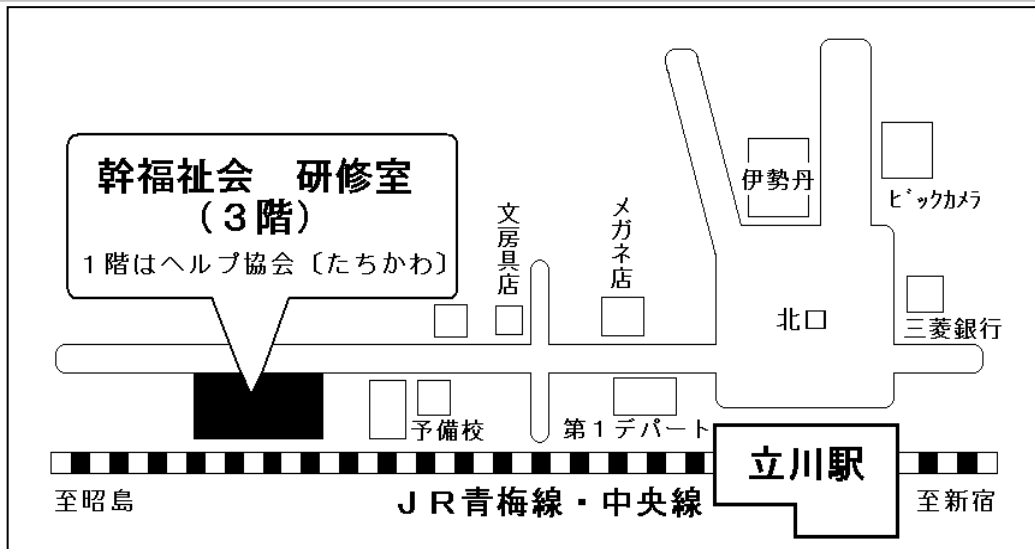 幹福祉会　研修室
（３階）
１階はヘルプ協会〔たちかわ〕
文房具店
メガネ店
伊勢丹
ﾋﾞｯｸカメラ
北口
三菱銀行
予備校
第１デパート
立川駅
至昭島
ＪＲ青梅線・中央線
至新宿